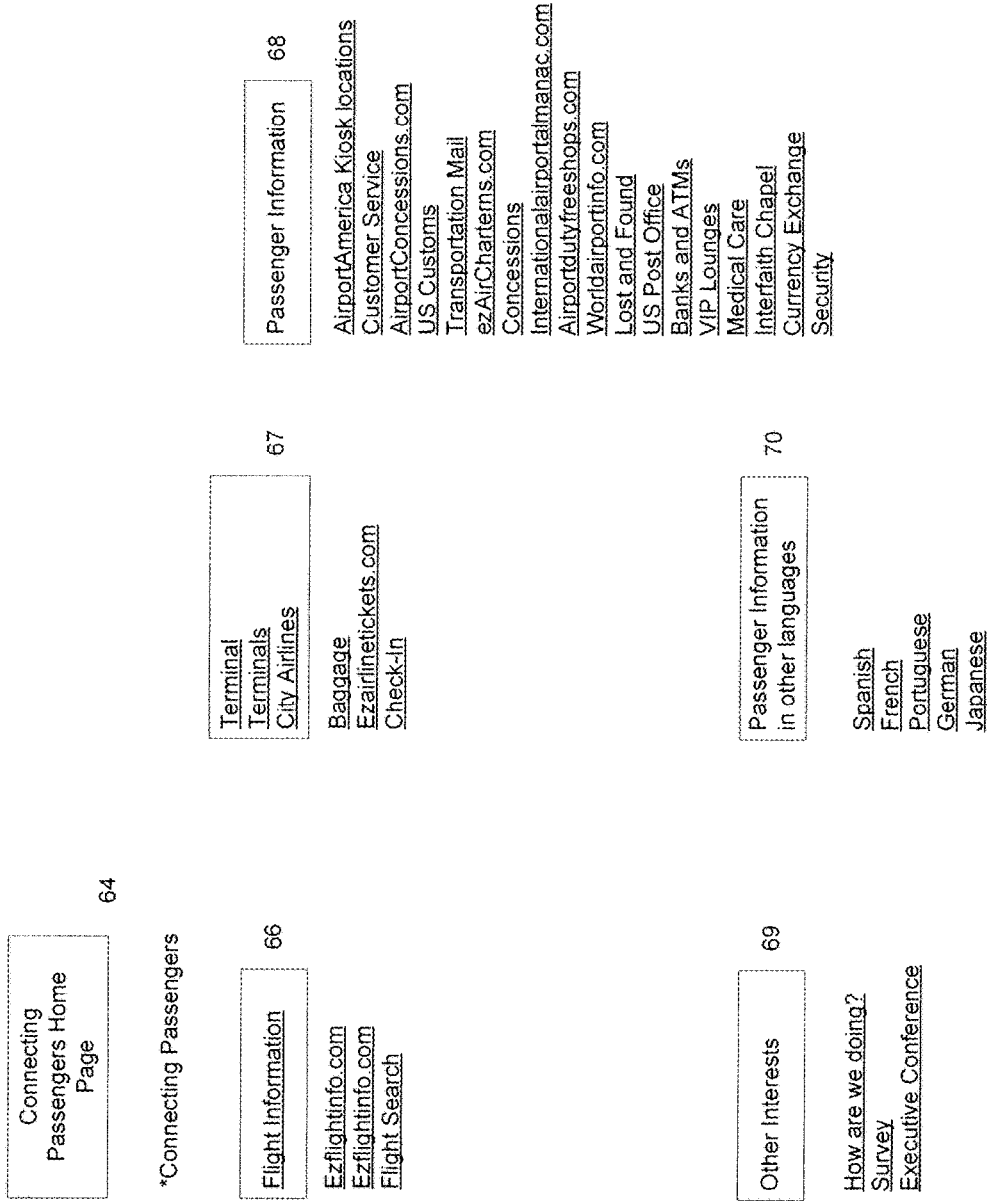 Connecting
Passengers Home
Page
64
*Connecting Passengers
Flight Information
66
Ezflightinfo.com
Ezflightinfo.com
Flight Search
Terminal
Terminals
City Airlines
67
Baggage
Ezairlinetickets.com
Check-In
Passenger Information
68
AirportAmerica Kiosk locations
Customer Service
AirportConcessions.com
US Customs
Transportation Mail
ezAirCharterns.com
Concessions
Internationalairportalmanac.com
Airportdutyfreeshops.com
Worldairportinfo.com
Lost and Found
US Post Office
Banks and ATMs
VIP Lounges
Medical Care
Interfaith Chapel
Currency Exchange
Security
Other Interests
69
How are we doing?
Survey
Executive Conference
Passenger Information
in other languages
70
Spanish
French
Portuguese
German
Japanese